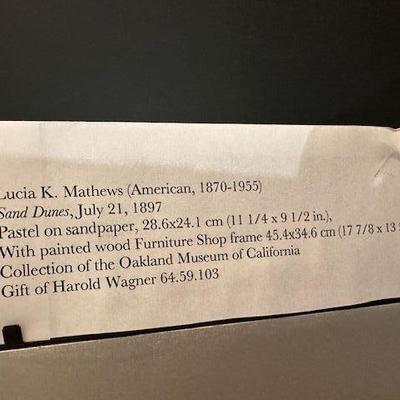 Lucia K. Mathews (American, 1870-1955)
Sand Dunes, July 21, 1897
Pastel on sandpaper, 28.6x24.1 cm (11 1/4 x 9 1/2 in.),
With painted wood Furniture Shop frame 45.4x34.6 cm (17 7/8 x 13
Collection of the Oakland Museum of California
Gift of Harold Wagner 64.59.103